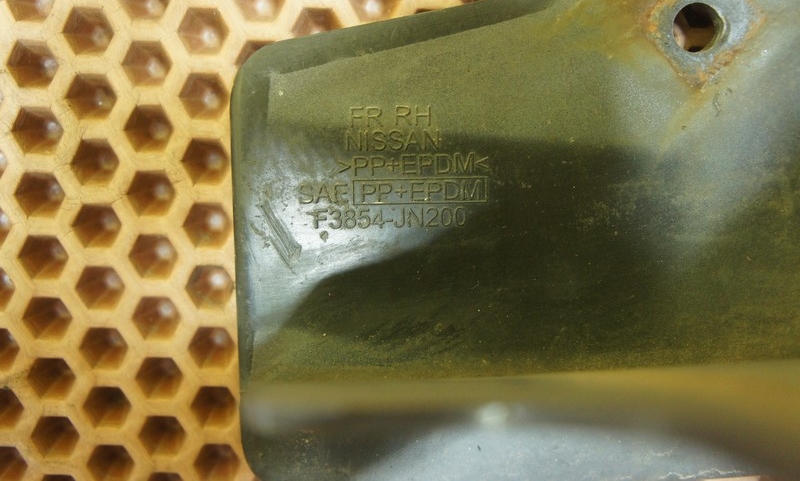 FR RH
NISSAN
>PP+EPDM<
SAE PP+EPDM
F3854-JN200